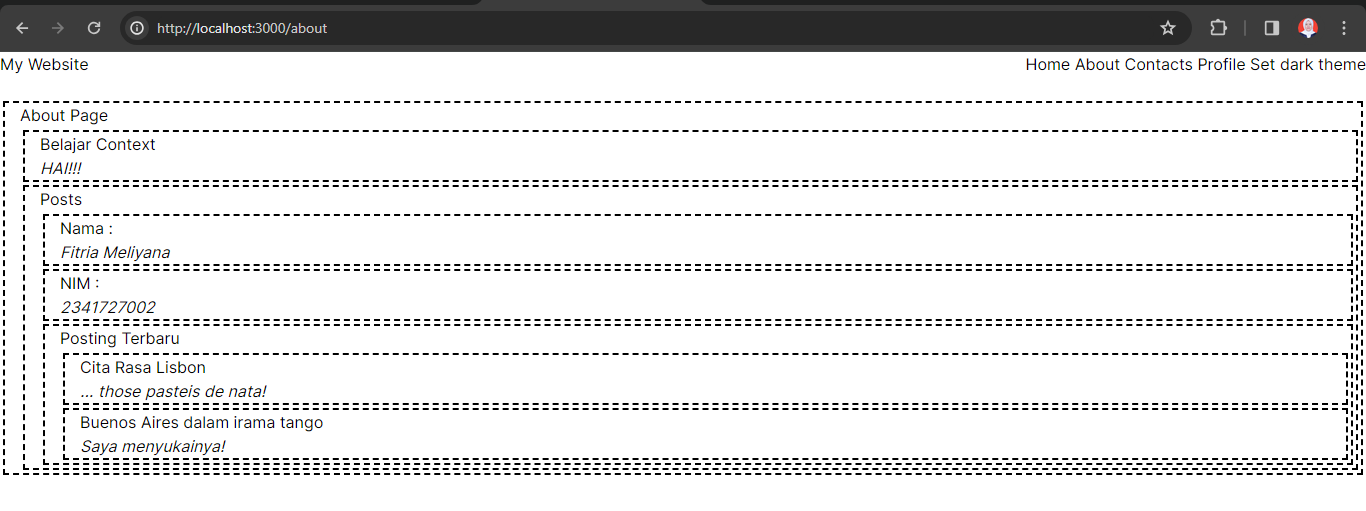 http://localhost:3000/about
My Website
Home About Contacts Profile Set dark theme
About Page
Belajar Context
HAI!!!
Posts
Nama :
Fitria Meliyana
NIM :
2341727002
Posting Terbaru
Cita Rasa Lisbon
... those pasteis de nata!
Buenos Aires dalam irama tango
Saya menyukainya!